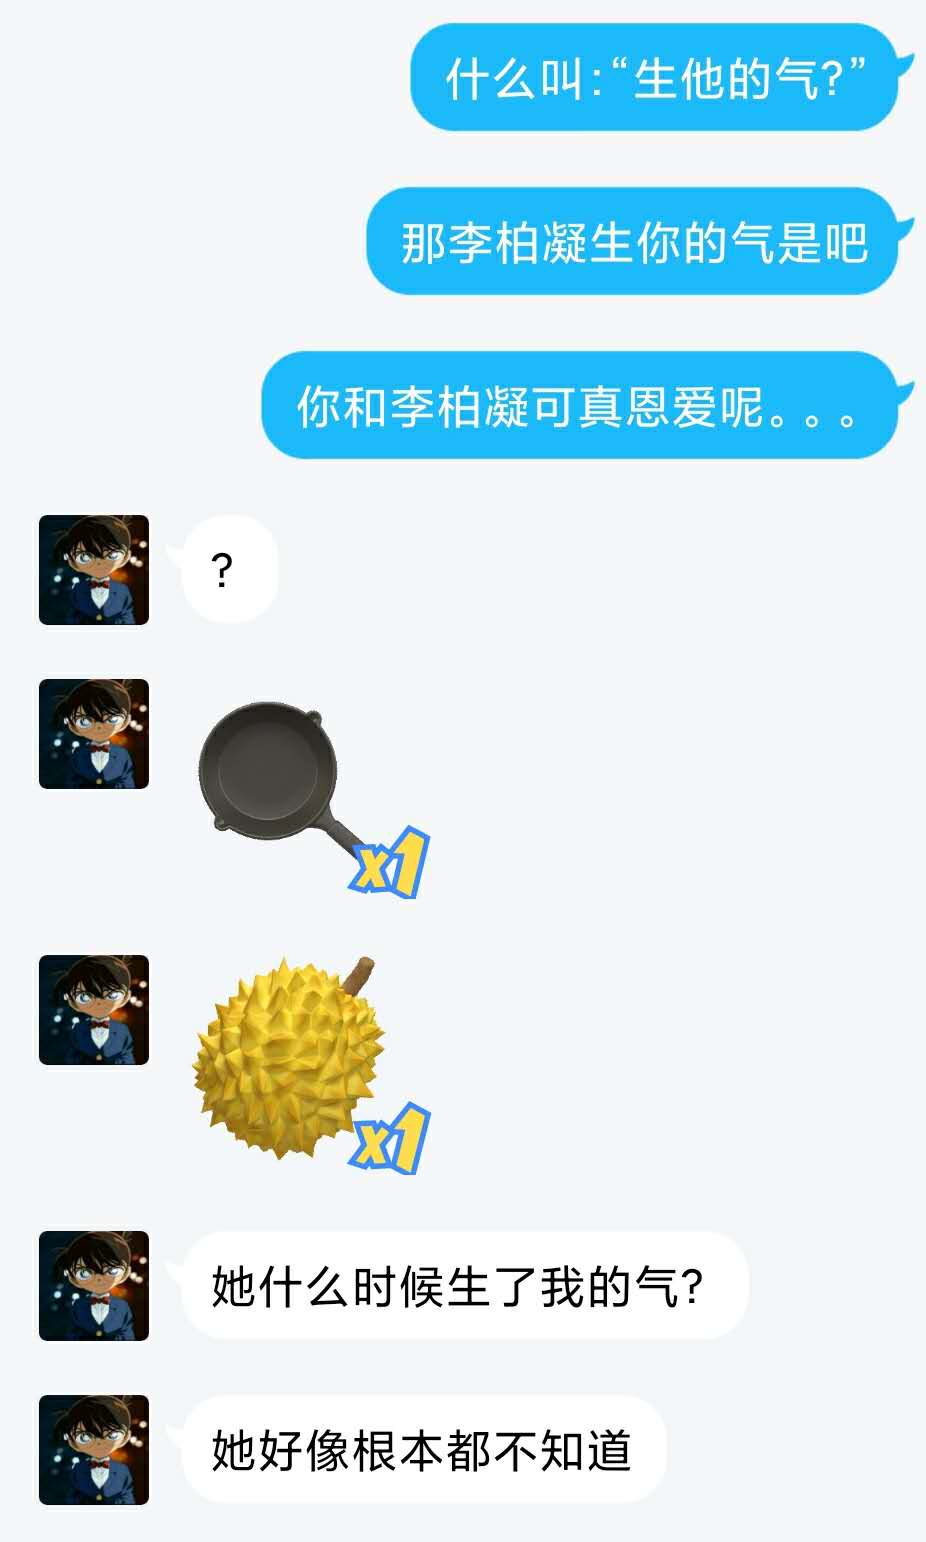 什么叫：“生他的气？”
那李柏凝生你的气是吧
你和李柏凝可真恩爱呢。。。
?
x1
x1
她什么时候生了我的气?
她好像根本都不知道